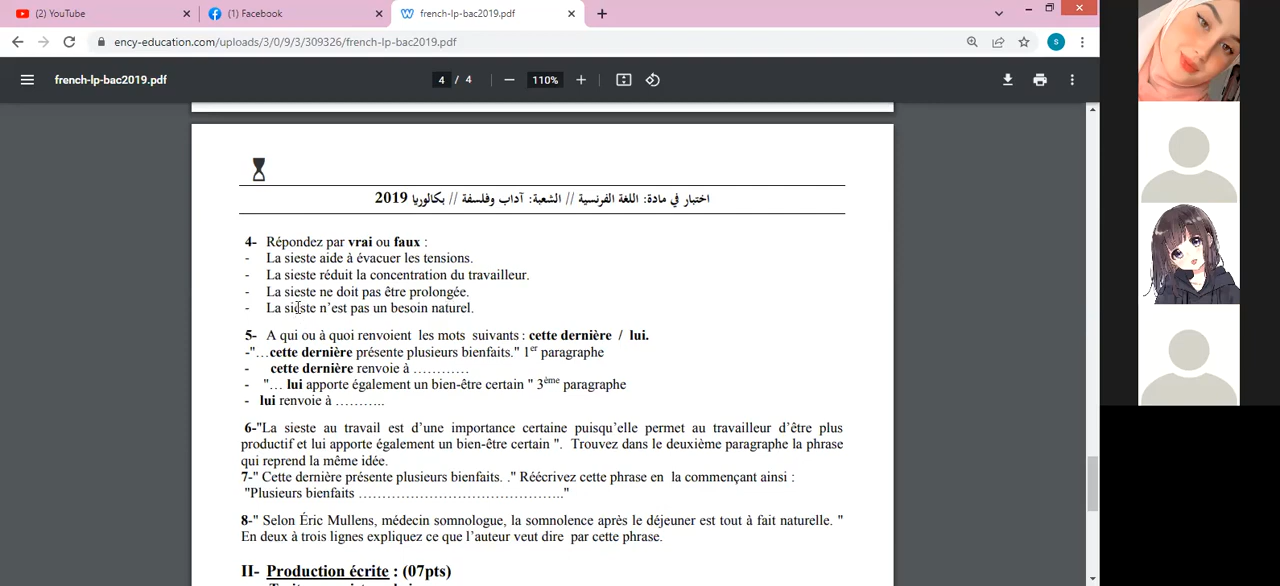 (2) YouTube
(1) Facebook
french-lp-bac2019.pdf
ency-education.com/uploads/3/0/9/3/309326/french-lp-bac2019.pdf
S
french-lp-bac2019.pdf
4 / 4
110%
اختبار في مادة: اللغة الفرنسية // الشعبة: آداب وفلسفة // بكالوريا 2019
4- Répondez par vrai ou faux :
- La sieste aide à évacuer les tensions.
- La sieste réduit la concentration du travailleur.
- La sieste ne doit pas être prolongée.
- La sieste n’est pas un besoin naturel.
5- A qui ou à quoi renvoient les mots suivants : cette dernière / lui.
-"…cette dernière présente plusieurs bienfaits." 1er paragraphe
- cette dernière renvoie à …………
- "… lui apporte également un bien-être certain " 3ème paragraphe
- lui renvoie à ………..
6-"La sieste au travail est d’une importance certaine puisqu’elle permet au travailleur d’être plus
productif et lui apporte également un bien-être certain ". Trouvez dans le deuxième paragraphe la phrase
qui reprend la même idée.
7-" Cette dernière présente plusieurs bienfaits. ." Réécrivez cette phrase en la commençant ainsi :
"Plusieurs bienfaits …………………………………………….."
8-" Selon Éric Mullens, médecin somnologue, la somnolence après le déjeuner est tout à fait naturelle. "
En deux à trois lignes expliquez ce que l’auteur veut dire par cette phrase.
II- Production écrite : (07pts)